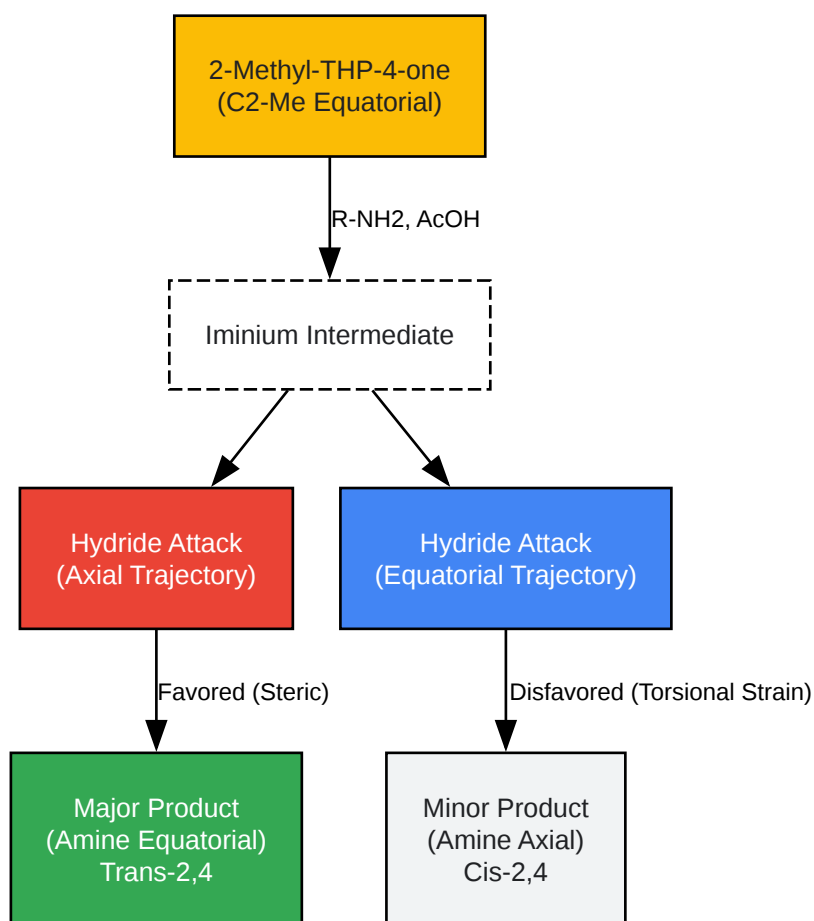 2-Methyl-THP-4-one
(C2-Me Equatorial)
R-NH2, AcOH
Iminium Intermediate
Hydride Attack
(Axial Trajectory)
Hydride Attack
(Equatorial Trajectory)
Favored (Steric)
Disfavored (Torsional Strain)
Major Product
(Amine Equatorial)
Trans-2,4
Minor Product
(Amine Axial)
Cis-2,4